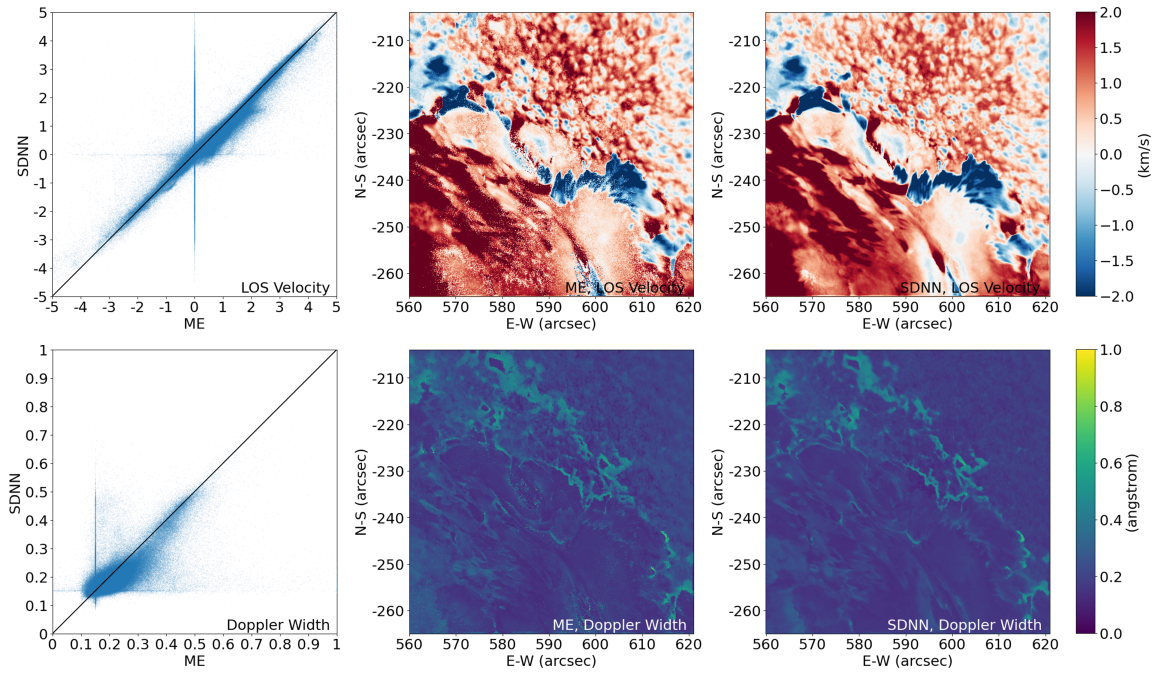 5
4
3
2
1
0
-1
-2
-3
-4
-5
SDNN
LOS Velocity
-5 -4 -3 -2 -1 0 1 2 3 4 5
ME
-210
-220
-230
-240
-250
-260
N-S (arcsec)
ME, LOS Velocity
560 570 580 590 600 610 620
E-W (arcsec)
-210
-220
-230
-240
-250
-260
N-S (arcsec)
SDNN, LOS Velocity
560 570 580 590 600 610 620
E-W (arcsec)
2.0
1.5
1.0
0.5
0.0
−0.5
−1.0
−1.5
−2.0
(km/s)
1
0.9
0.8
0.7
0.6
0.5
0.4
0.3
0.2
0.1
0
SDNN
Doppler Width
0 0.1 0.2 0.3 0.4 0.5 0.6 0.7 0.8 0.9 1
ME
-210
-220
-230
-240
-250
-260
N-S (arcsec)
ME, Doppler Width
560 570 580 590 600 610 620
E-W (arcsec)
-210
-220
-230
-240
-250
-260
N-S (arcsec)
SDNN, Doppler Width
560 570 580 590 600 610 620
E-W (arcsec)
1.0
0.8
0.6
0.4
0.2
0.0
(angstrom)